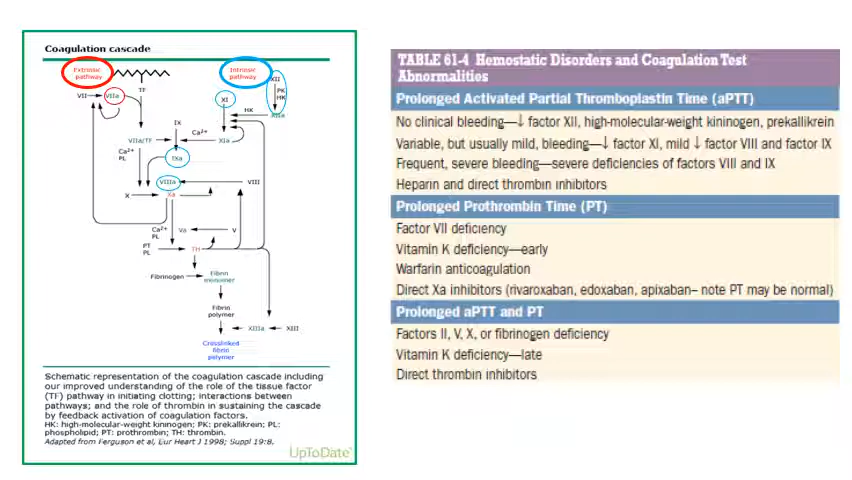 Coagulation cascade
Extrinsic
pathway
Intrinsic
pathway
XII
TF
PK
HK
VII
VIIa
XI
HK
XIIa
IX
Ca²⁺
VIIa/TF
XIa
Ca²⁺
PL
IXa
VIIIa
VIII
X
Xa
Ca²⁺
PL
Va
V
PT
PL
TH
Fibrinogen
Fibrin
monomer
Fibrin
polymer
XIIIa
XIII
Crosslinked
fibrin
polymer
Schematic representation of the coagulation cascade including
our improved understanding of the role of the tissue factor
(TF) pathway in initiating clotting; interactions between
pathways; and the role of thrombin in sustaining the cascade
by feedback activation of coagulation factors.
HK: high-molecular-weight kininogen; PK: prekallikrein; PL:
phospholipid; PT: prothrombin; TH: thrombin.
Adapted from Ferguson et al, Eur Heart J 1998; Suppl 19:8.
UpToDate®
TABLE 61-4 Hemostatic Disorders and Coagulation Test
Abnormalities
Prolonged Activated Partial Thromboplastin Time (aPTT)
No clinical bleeding—↓ factor XII, high-molecular-weight kininogen, prekallikrein
Variable, but usually mild, bleeding—↓ factor XI, mild ↓ factor VIII and factor IX
Frequent, severe bleeding—severe deficiencies of factors VIII and IX
Heparin and direct thrombin inhibitors
Prolonged Prothrombin Time (PT)
Factor VII deficiency
Vitamin K deficiency—early
Warfarin anticoagulation
Direct Xa inhibitors (rivaroxaban, edoxaban, apixaban– note PT may be normal)
Prolonged aPTT and PT
Factors II, V, X, or fibrinogen deficiency
Vitamin K deficiency—late
Direct thrombin inhibitors